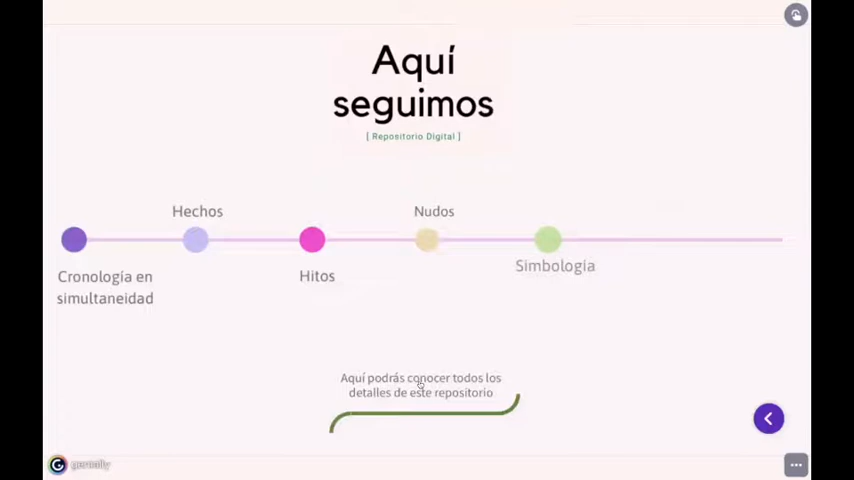 Aquí
seguimos
[ Repositorio Digital ]
Hechos
Nudos
Simbología
Cronología en
simultaneidad
Hitos
Aquí podrás conocer todos los
detalles de este repositorio
genially